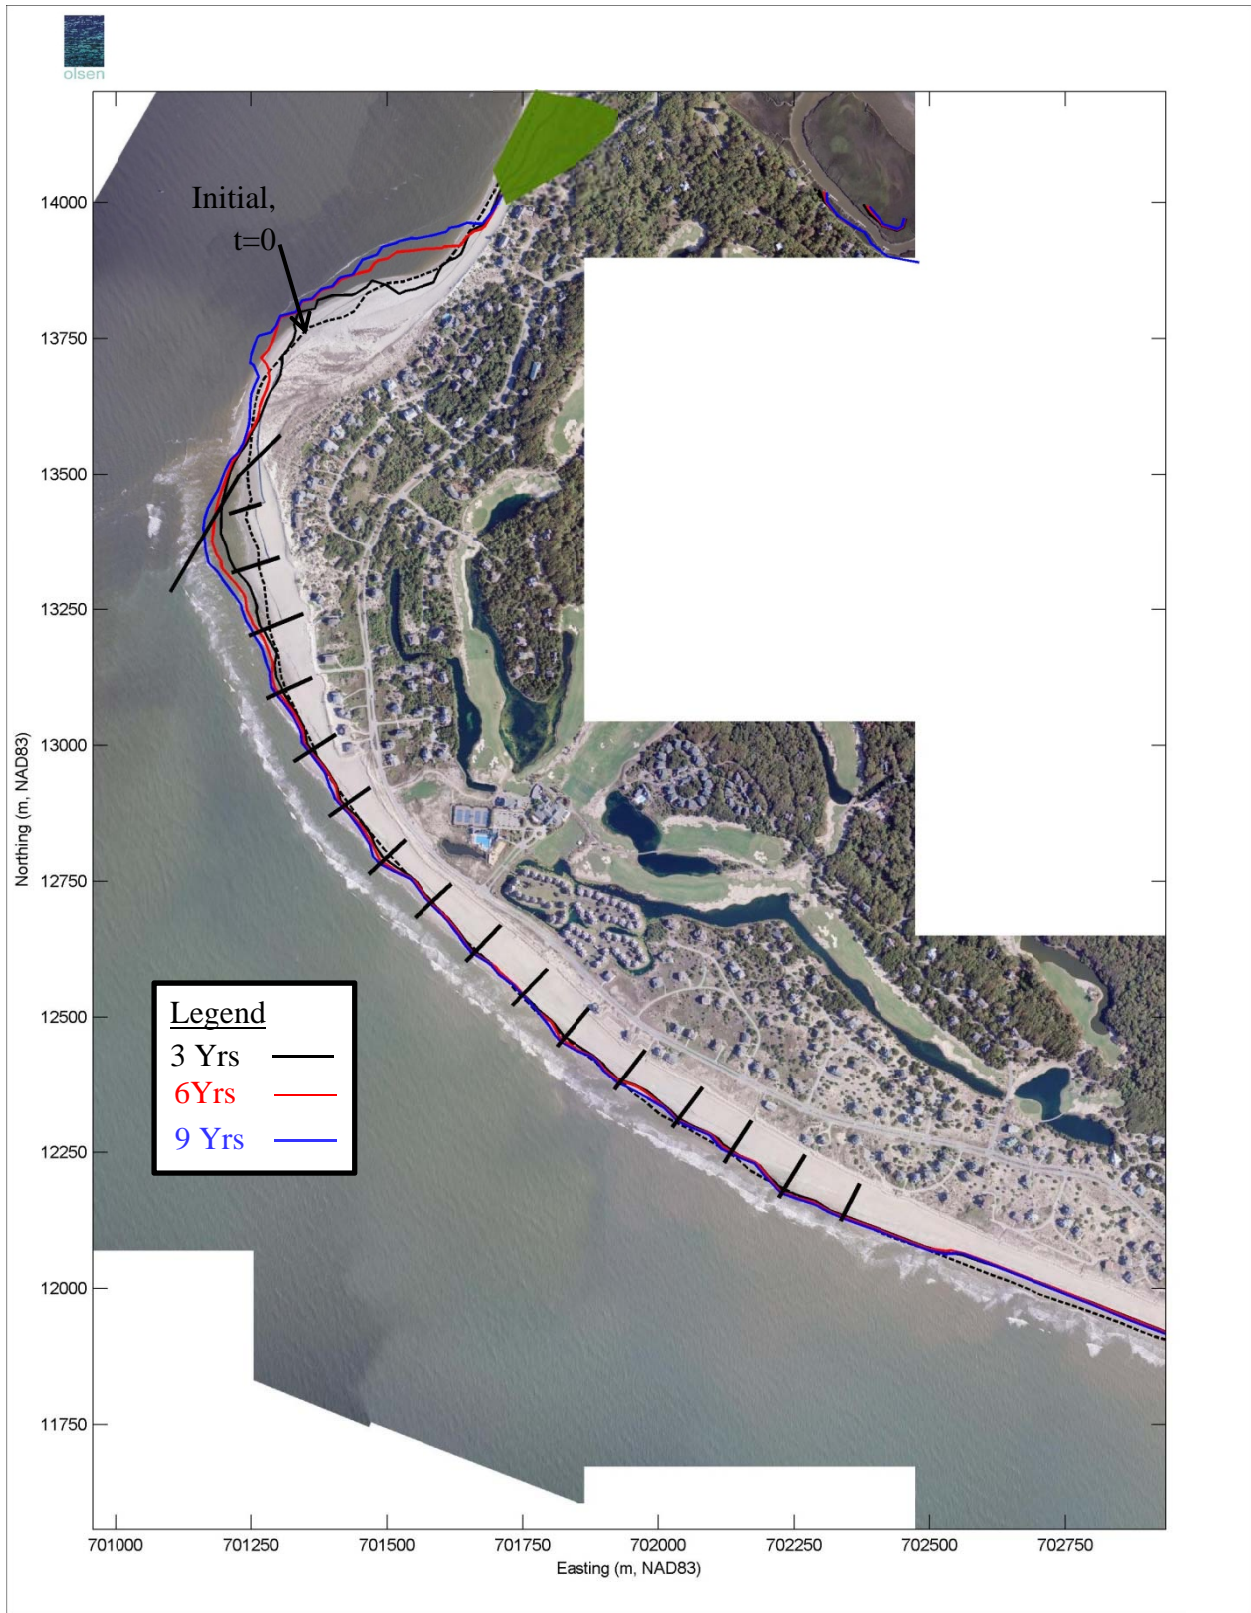 olsen
Initial,
t=0
14000
13750
13500
13250
13000
12750
12500
12250
12000
11750
Northing (m, NAD83)
Legend
3 Yrs
6Yrs
9 Yrs
701000 701250 701500 701750 702000 702250 702500 702750
Easting (m, NAD83)